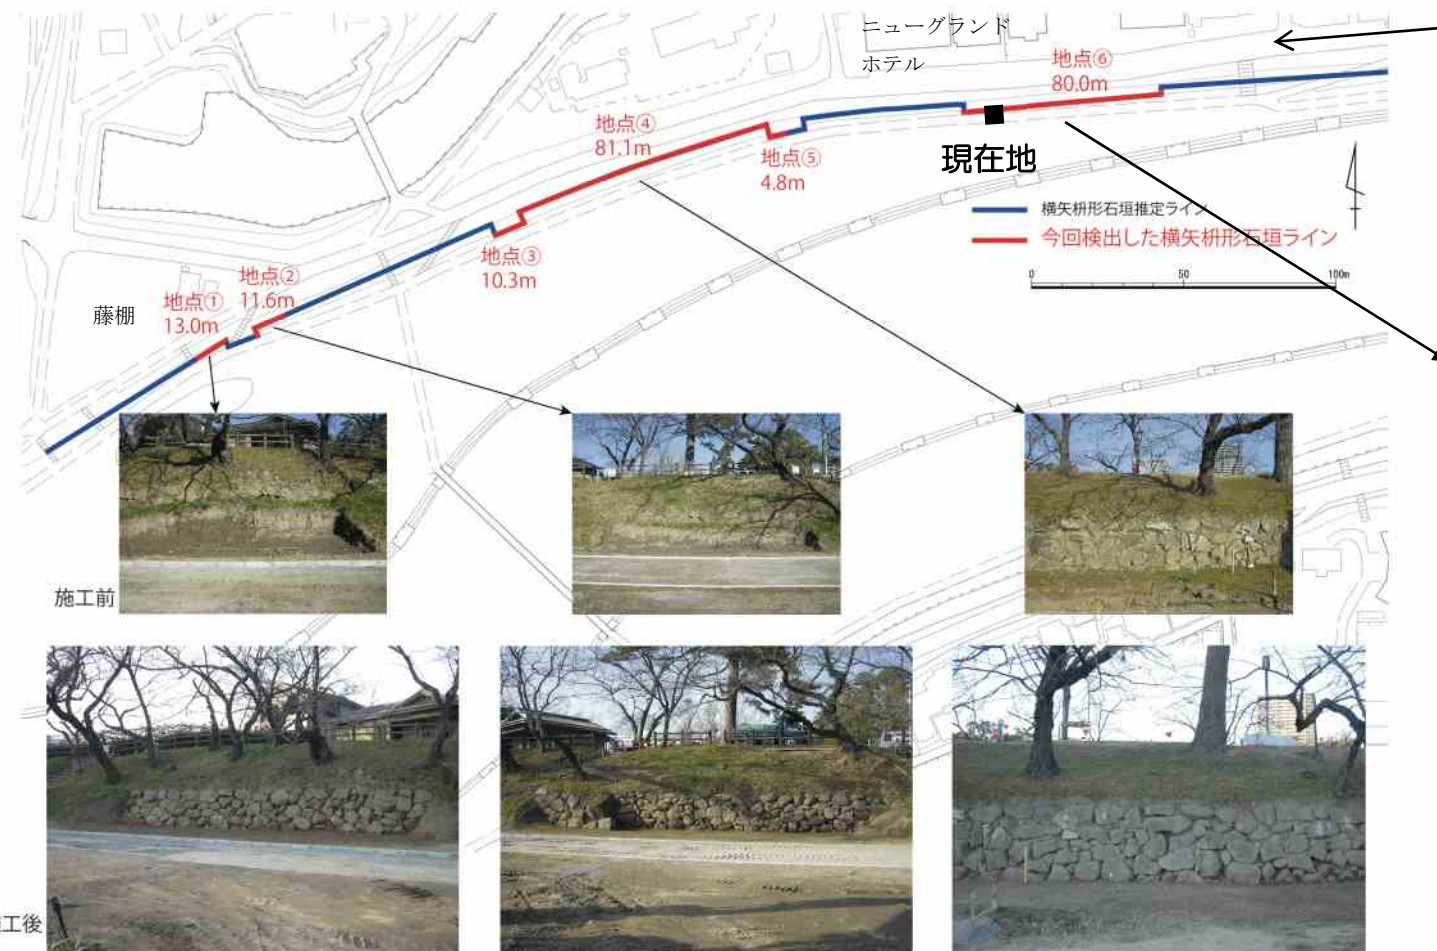 ニューグランド
ホテル
地点⑥
80.0m
地点④
81.1m
地点⑤
4.8m
現在地
横矢枡形石垣推定ライン
今回検出した横矢枡形石垣ライン
0 50 100m
地点③
10.3m
地点②
11.6m
地点①
13.0m
藤棚
施工前
工後